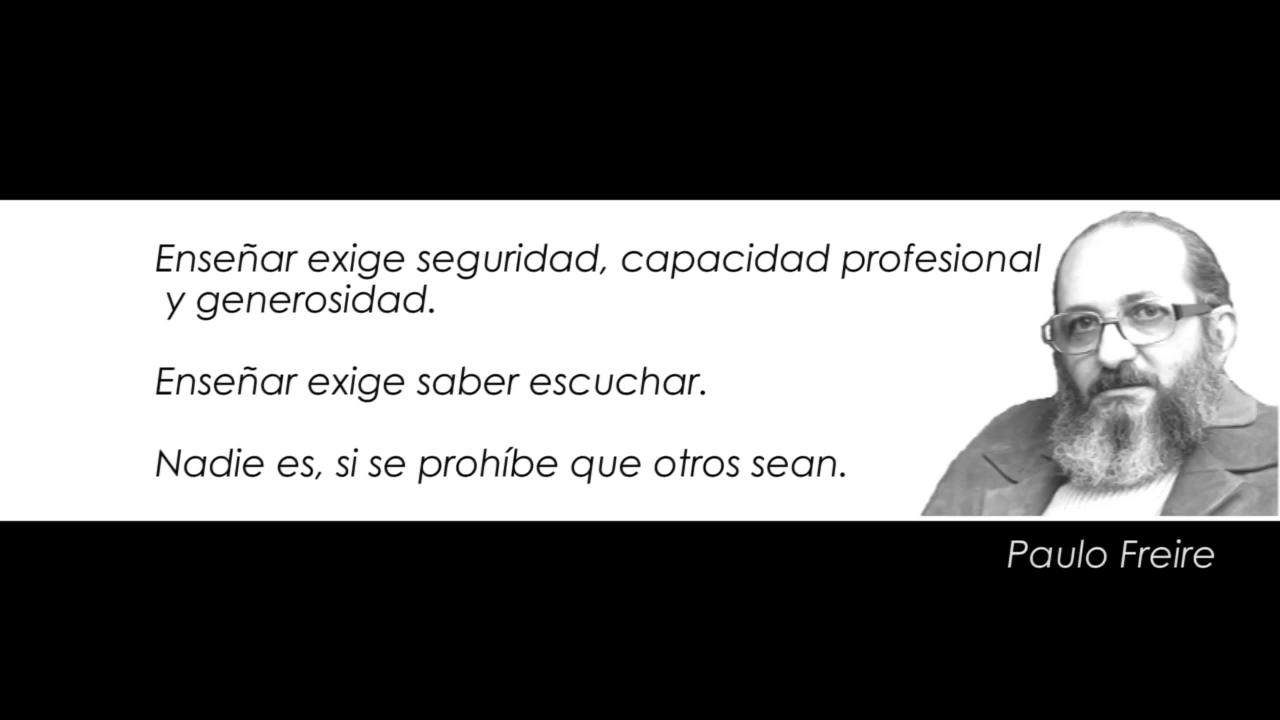 Enseñar exige seguridad, capacidad profesional
y generosidad.
Enseñar exige saber escuchar.
Nadie es, si se prohíbe que otros sean.
Paulo Freire